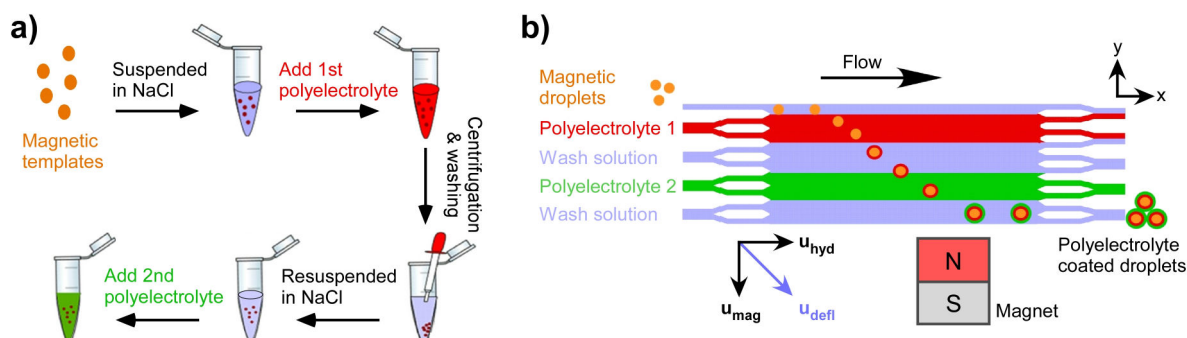 a)
Magnetic
templates
Suspended
in NaCl
Add 1st
polyelectrolyte
Centrifugation
& washing
Resuspended
in NaCl
Add 2nd
polyelectrolyte
b)
Magnetic
droplets
Flow
y
x
Polyelectrolyte 1
Wash solution
Polyelectrolyte 2
Wash solution
u_hyd
u_mag
u_defl
N
S
Magnet
Polyelectrolyte
coated droplets